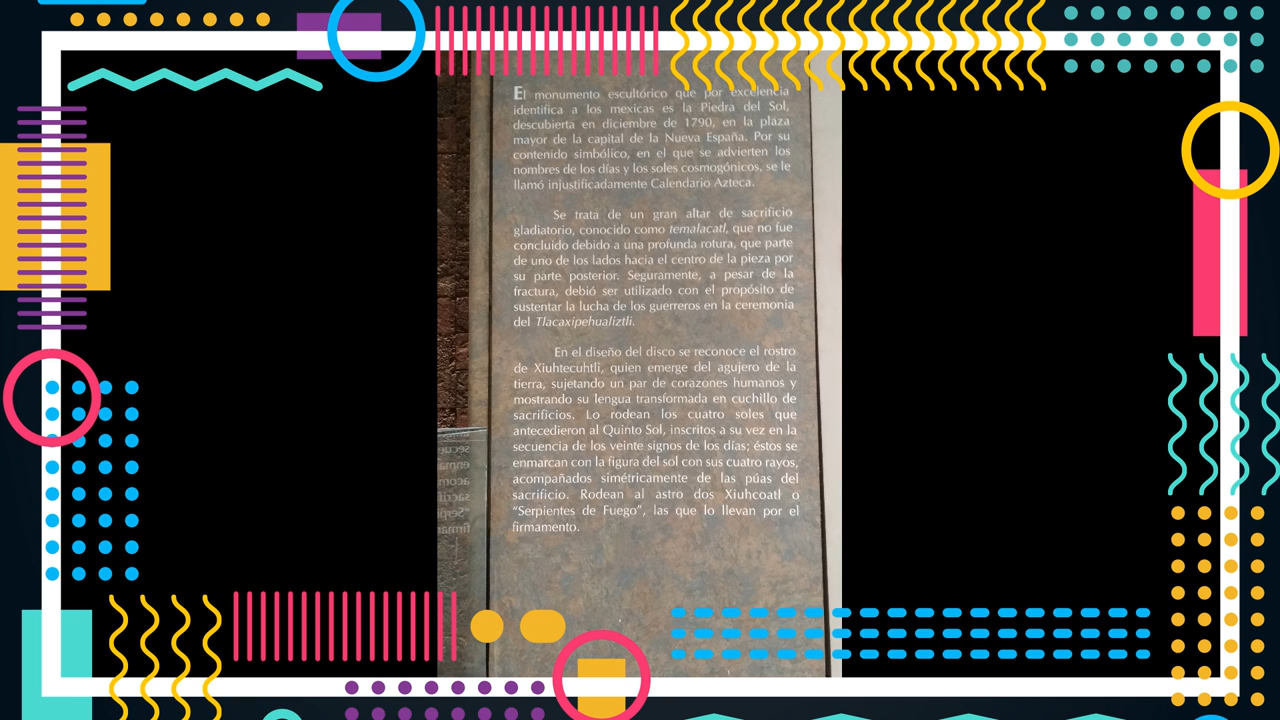 El monumento escultórico que por excelencia
identifica a los mexicas es la Piedra del Sol,
descubierta en diciembre de 1790, en la plaza
mayor de la capital de la Nueva España. Por su
contenido simbólico, en el que se advierten los
nombres de los días y los soles cosmogónicos, se le
llamó injustificadamente Calendario Azteca.
Se trata de un gran altar de sacrificio
gladiatorio, conocido como temalacatl, que no fue
concluido debido a una profunda rotura, que parte
de uno de los lados hacia el centro de la pieza por
su parte posterior. Seguramente, a pesar de la
fractura, debió ser utilizado con el propósito de
sustentar la lucha de los guerreros en la ceremonia
del Tlacaxipehualiztli.
En el diseño del disco se reconoce el rostro
de Xiuhtecuhtli, quien emerge del agujero de la
tierra, sujetando un par de corazones humanos y
mostrando su lengua transformada en cuchillo de
sacrificios. Lo rodean los cuatro soles que
antecedieron al Quinto Sol, inscritos a su vez en la
secuencia de los veinte signos de los días; éstos se
enmarcan con la figura del sol con sus cuatro rayos,
acompañados simétricamente de las púas del
sacrificio. Rodean al astro dos Xiuhcoatl o
"Serpientes de Fuego", las que lo llevan por el
firmamento.